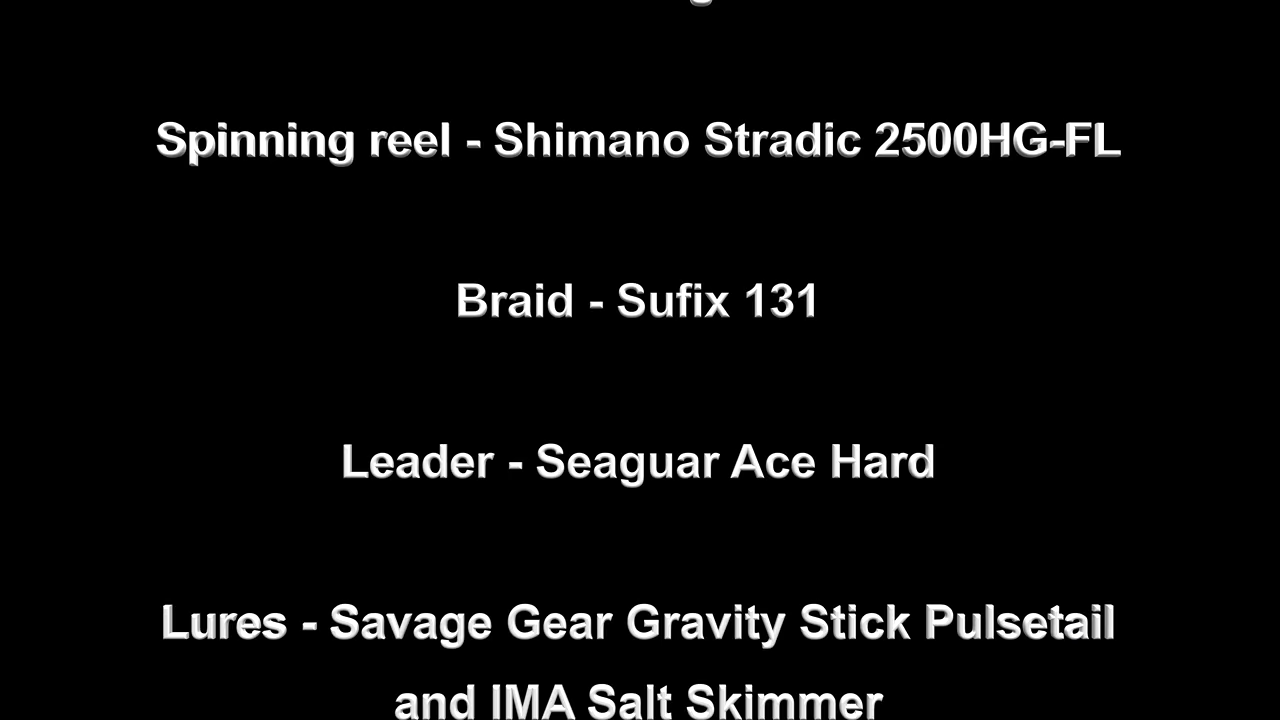 Spinning reel - Shimano Stradic 2500HG-FL
Braid - Sufix 131
Leader - Seaguar Ace Hard
Lures - Savage Gear Gravity Stick Pulsetail
and IMA Salt Skimmer